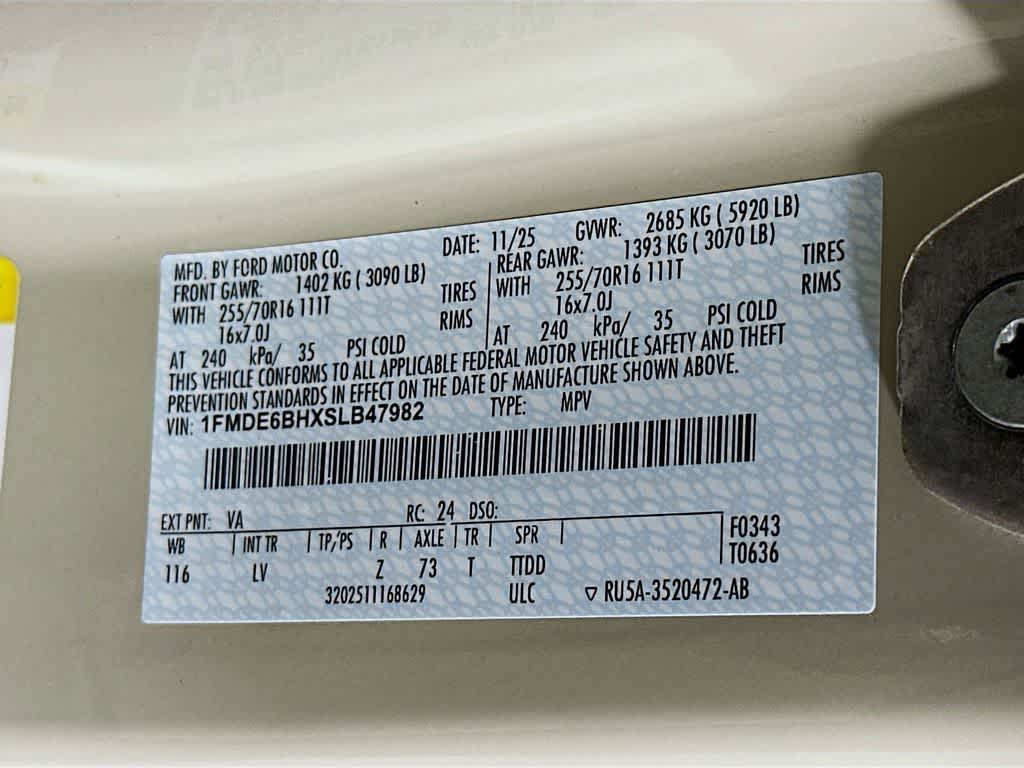 MFD. BY FORD MOTOR CO.
DATE: 11/25 GVWR: 2685 KG ( 5920 LB)
FRONT GAWR: 1402 KG ( 3090 LB)
REAR GAWR: 1393 KG ( 3070 LB)
WITH 255/70R16 111T TIRES
WITH 255/70R16 111T TIRES
16x7.0J RIMS
16x7.0J RIMS
AT 240 kPa/ 35 PSI COLD
AT 240 kPa/ 35 PSI COLD
THIS VEHICLE CONFORMS TO ALL APPLICABLE FEDERAL MOTOR VEHICLE SAFETY AND THEFT
PREVENTION STANDARDS IN EFFECT ON THE DATE OF MANUFACTURE SHOWN ABOVE.
VIN: 1FMDE6BHXSLB47982 TYPE: MPV
EXT PNT: VA RC: 24 DSO:
WB | INT TR | TP/PS | R | AXLE | TR | SPR | F0343
116 LV Z 73 T TTDD T0636
3202511168629 ULC ▽ RU5A-3520472-AB